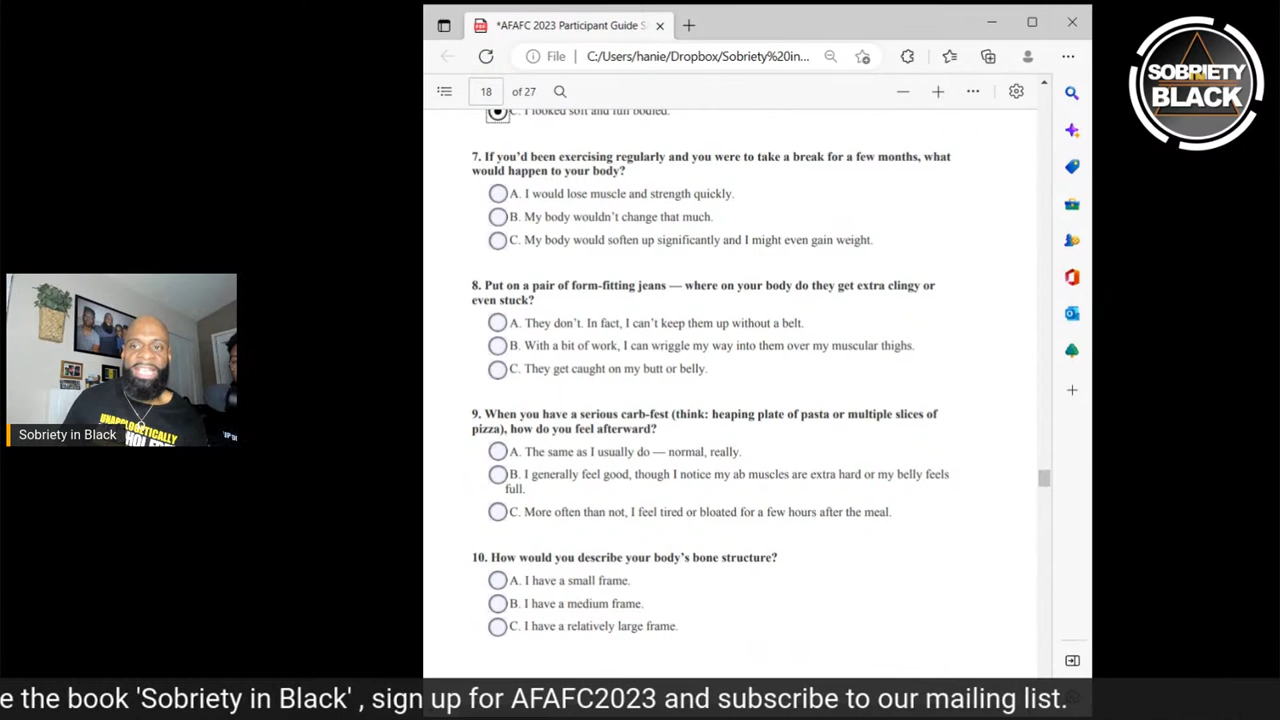 *AFAFC 2023 Participant Guide S
File
C:/Users/hanie/Dropbox/Sobriety%20in...
18 of 27
C. I looked soft and full bodied.
7. If you'd been exercising regularly and you were to take a break for a few months, what
would happen to your body?
A. I would lose muscle and strength quickly.
B. My body wouldn't change that much.
C. My body would soften up significantly and I might even gain weight.
8. Put on a pair of form-fitting jeans — where on your body do they get extra clingy or
even stuck?
A. They don't. In fact, I can't keep them up without a belt.
B. With a bit of work, I can wriggle my way into them over my muscular thighs.
C. They get caught on my butt or belly.
9. When you have a serious carb-fest (think: heaping plate of pasta or multiple slices of
pizza), how do you feel afterward?
A. The same as I usually do — normal, really.
B. I generally feel good, though I notice my ab muscles are extra hard or my belly feels
full.
C. More often than not, I feel tired or bloated for a few hours after the meal.
10. How would you describe your body's bone structure?
A. I have a small frame.
B. I have a medium frame.
C. I have a relatively large frame.
SOBRIETY
IN
BLACK
UNAPOLOGETICALLY
Sobriety in Black
e the book 'Sobriety in Black' , sign up for AFAFC2023 and subscribe to our mailing list.